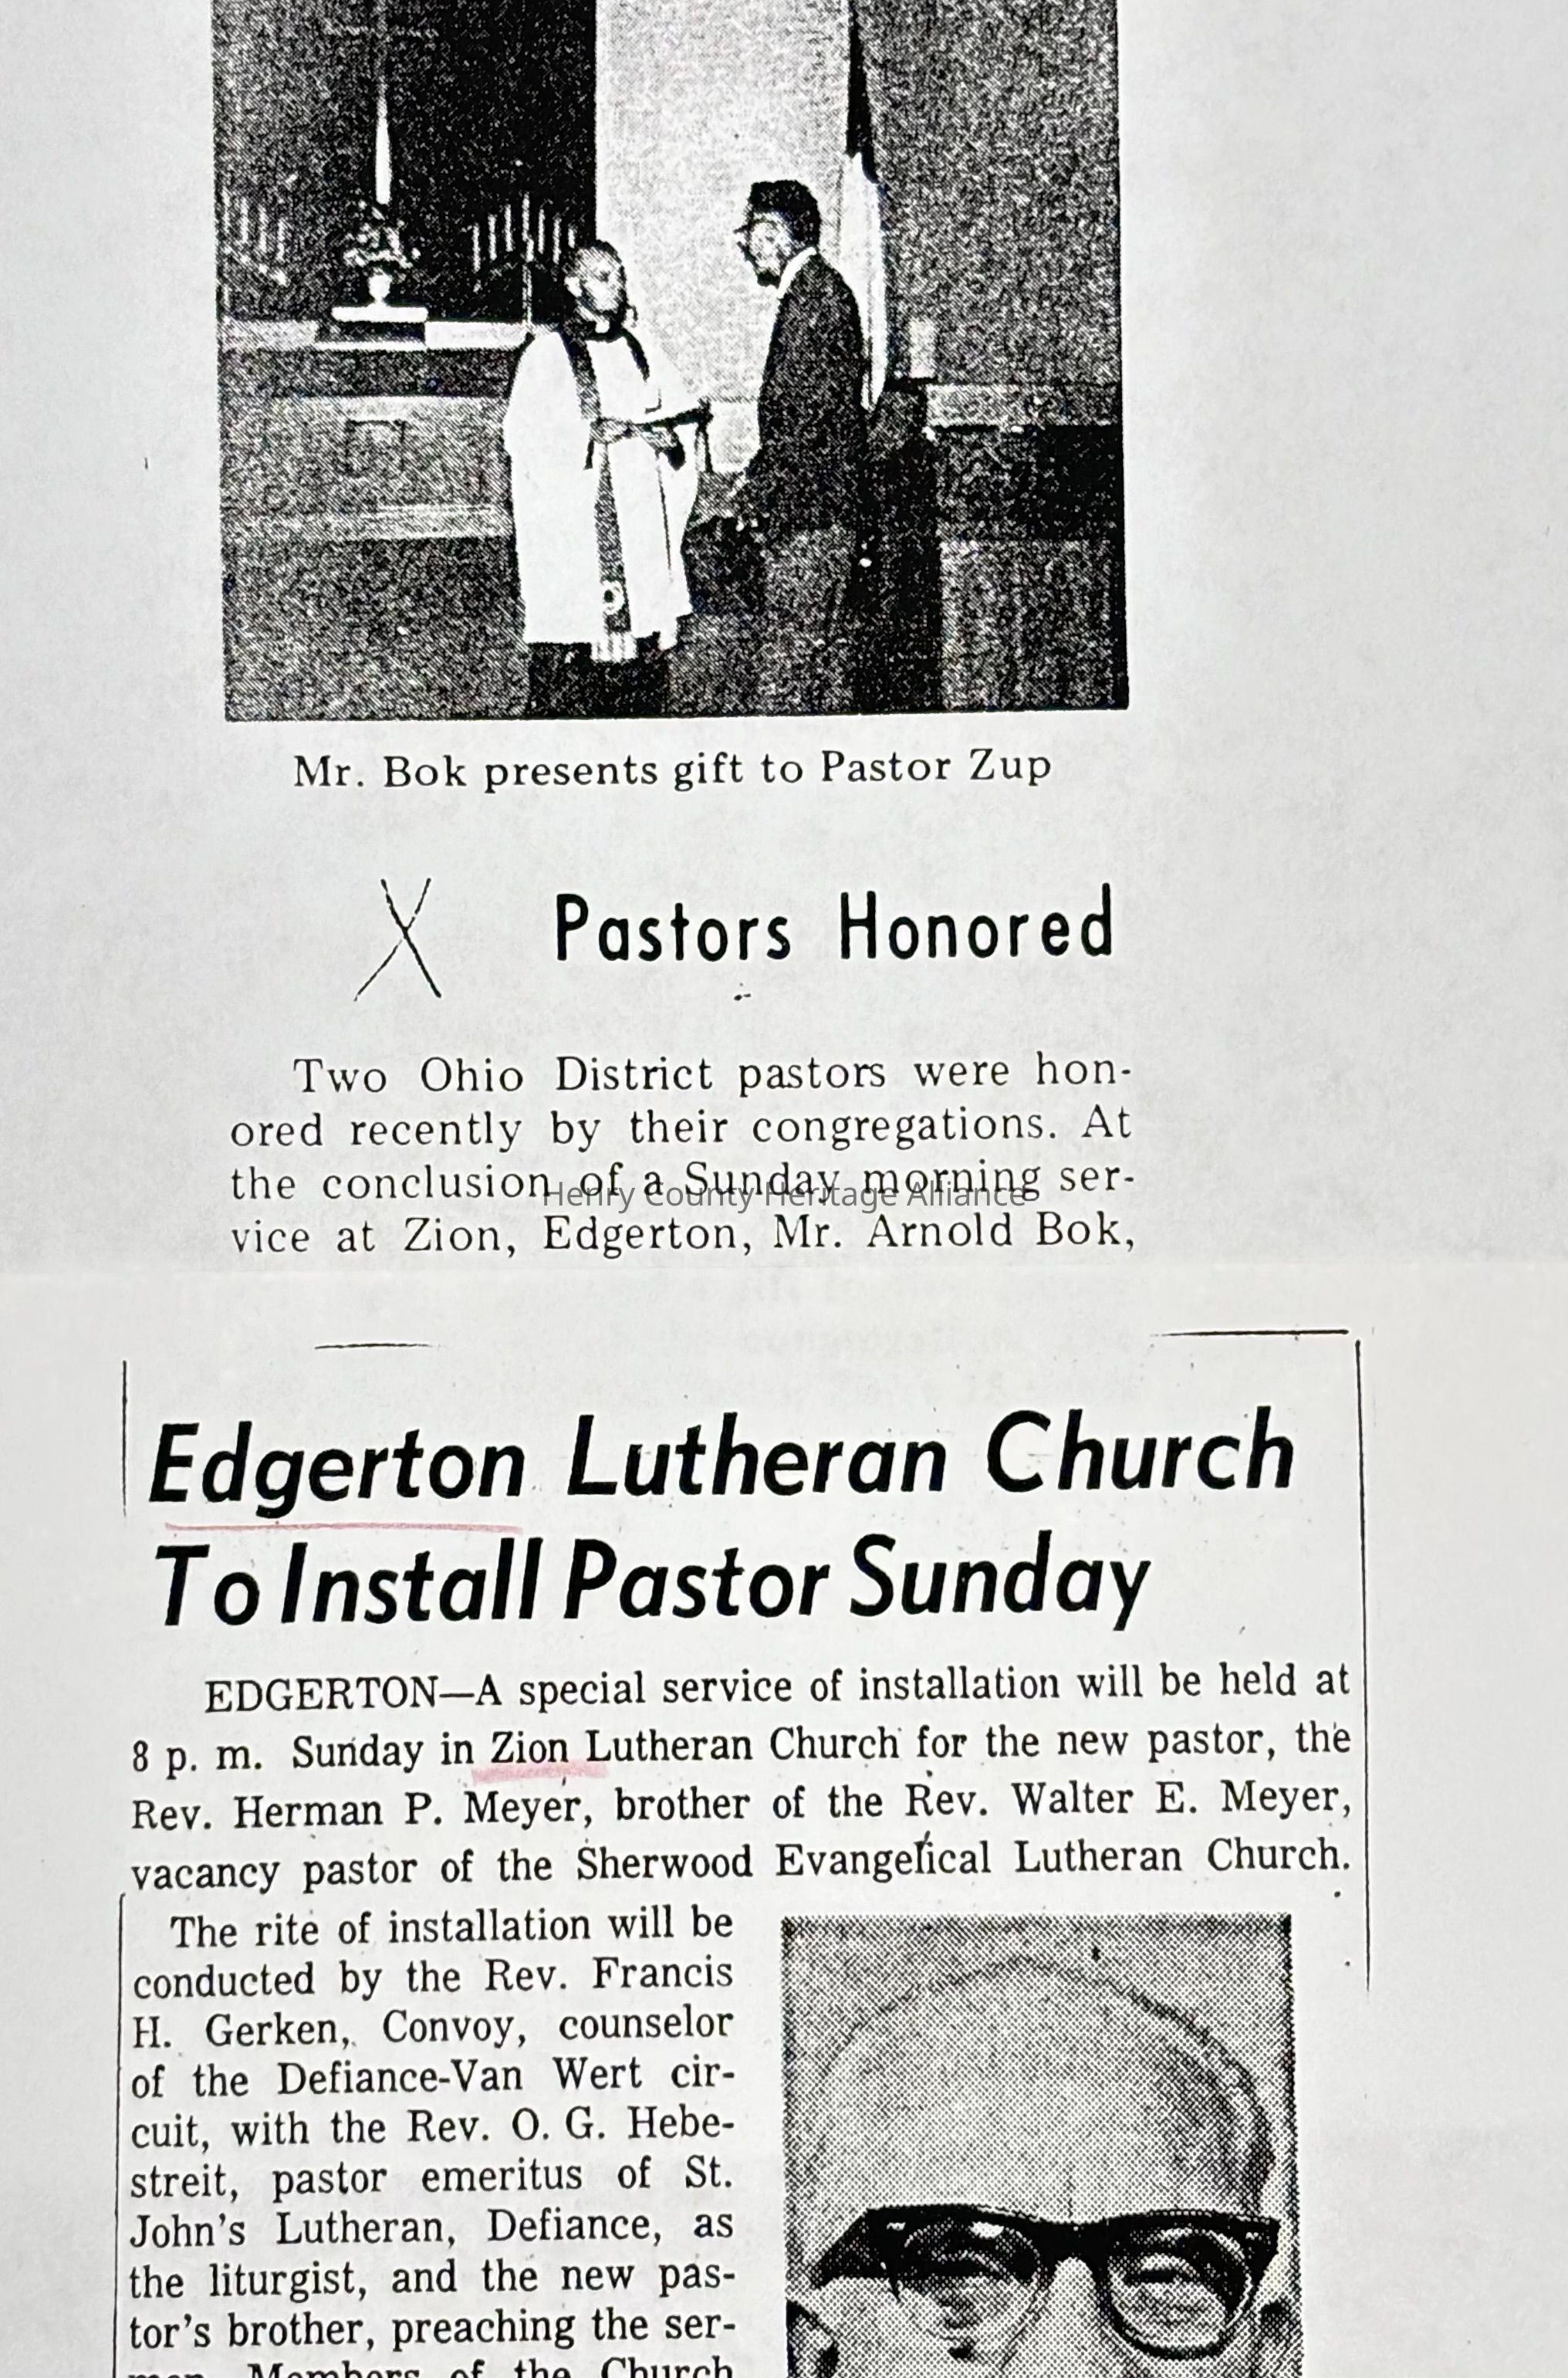 Mr. Bok presents gift to Pastor Zup
X Pastors Honored
Two Ohio District pastors were hon-
ored recently by their congregations. At
the conclusion of a Sunday morning ser-
Henry County Heritage Alliance
vice at Zion, Edgerton, Mr. Arnold Bok,
Edgerton Lutheran Church
To Install Pastor Sunday
EDGERTON—A special service of installation will be held at
8 p. m. Sunday in Zion Lutheran Church for the new pastor, the
Rev. Herman P. Meyer, brother of the Rev. Walter E. Meyer,
vacancy pastor of the Sherwood Evangelical Lutheran Church.
The rite of installation will be
conducted by the Rev. Francis
H. Gerken, Convoy, counselor
of the Defiance-Van Wert cir-
cuit, with the Rev. O. G. Hebe-
streit, pastor emeritus of St.
John's Lutheran, Defiance, as
the liturgist, and the new pas-
tor's brother, preaching the ser-
mon. Members of the Church